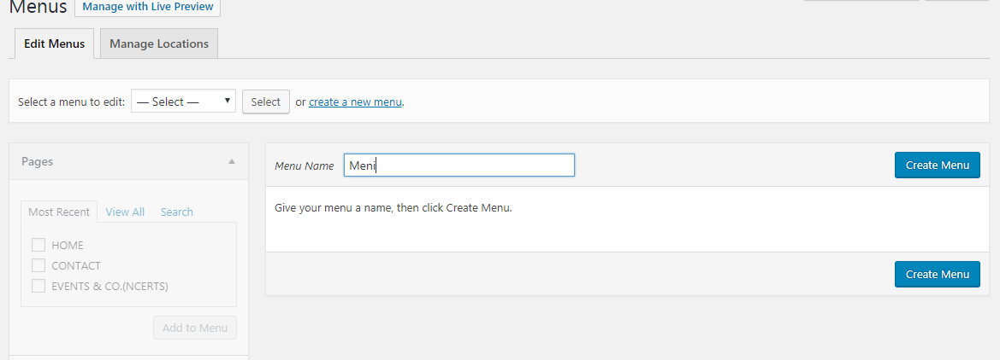 Menus Manage with Live Preview
Edit Menus Manage Locations
Select a menu to edit: — Select — Select or create a new menu.
Pages
Menu Name Meni Create Menu
Most Recent View All Search
Give your menu a name, then click Create Menu.
HOME
CONTACT
EVENTS & CO.(NCERTS)
Create Menu
Add to Menu